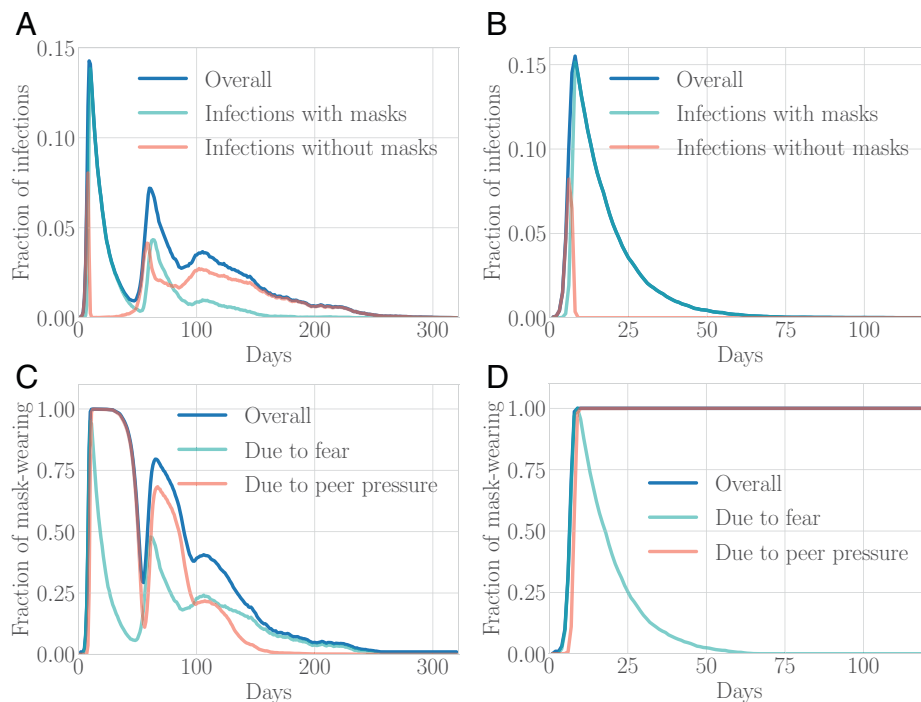 A
0.15
0.10
0.05
0.00
Fraction of infections
Overall
Infections with masks
Infections without masks
0
100
200
300
Days
B
0.15
0.10
0.05
0.00
Fraction of infections
Overall
Infections with masks
Infections without masks
0
25
50
75
100
Days
C
1.00
0.75
0.50
0.25
0.00
Fraction of mask-wearing
Overall
Due to fear
Due to peer pressure
0
100
200
300
Days
D
1.00
0.75
0.50
0.25
0.00
Fraction of mask-wearing
Overall
Due to fear
Due to peer pressure
0
25
50
75
100
Days